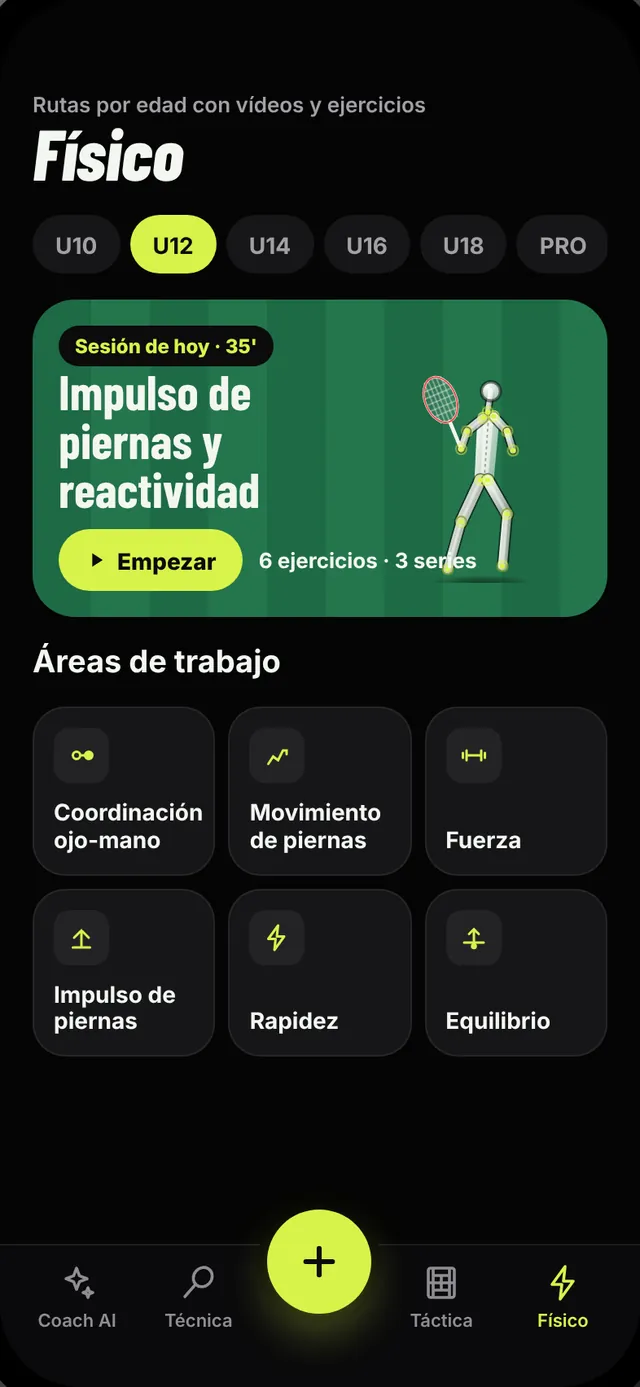 Rutas por edad con vídeos y ejercicios
Físico
U10 U12 U14 U16 U18 PRO
Sesión de hoy · 35'
Impulso de
piernas y
reactividad
Empezar 6 ejercicios · 3 series
Áreas de trabajo
Coordinación
ojo-mano
Movimiento
de piernas
Fuerza
Impulso de
piernas
Rapidez
Equilibrio
Coach AI Técnica Táctica Físico